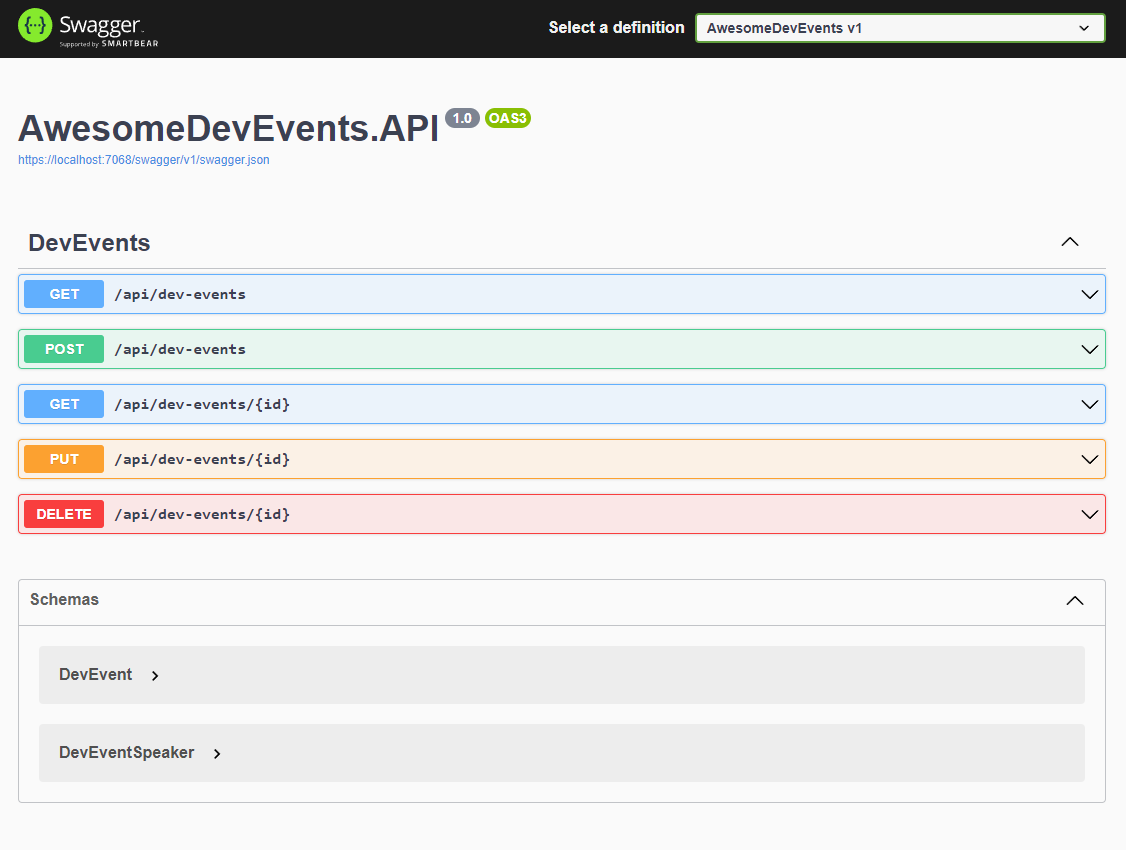 {···} Swagger™
Supported by SMARTBEAR
Select a definition
AwesomeDevEvents v1
AwesomeDevEvents.API 1.0 OAS3
https://localhost:7068/swagger/v1/swagger.json
DevEvents
GET /api/dev-events
POST /api/dev-events
GET /api/dev-events/{id}
PUT /api/dev-events/{id}
DELETE /api/dev-events/{id}
Schemas
DevEvent
DevEventSpeaker